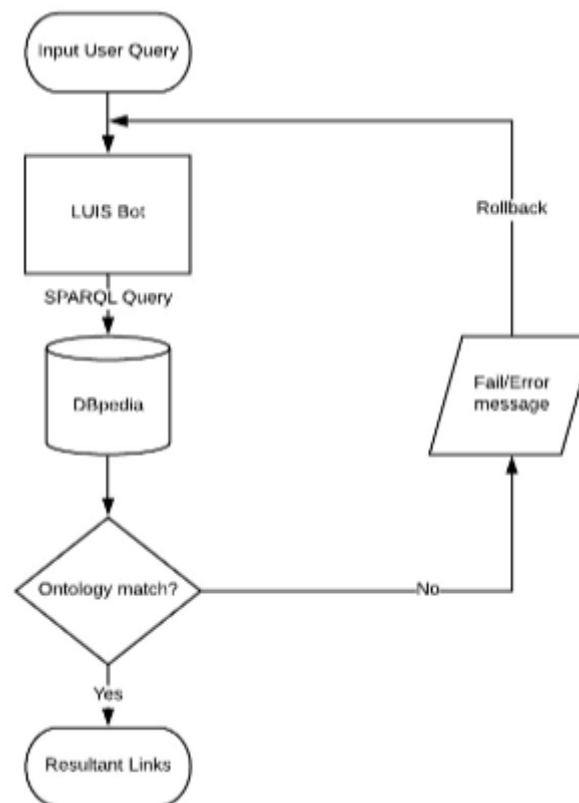 Input User Query
LUIS Bot
Rollback
SPARQL Query
DBpedia
Fail/Error
message
Ontology match?
No
Yes
Resultant Links